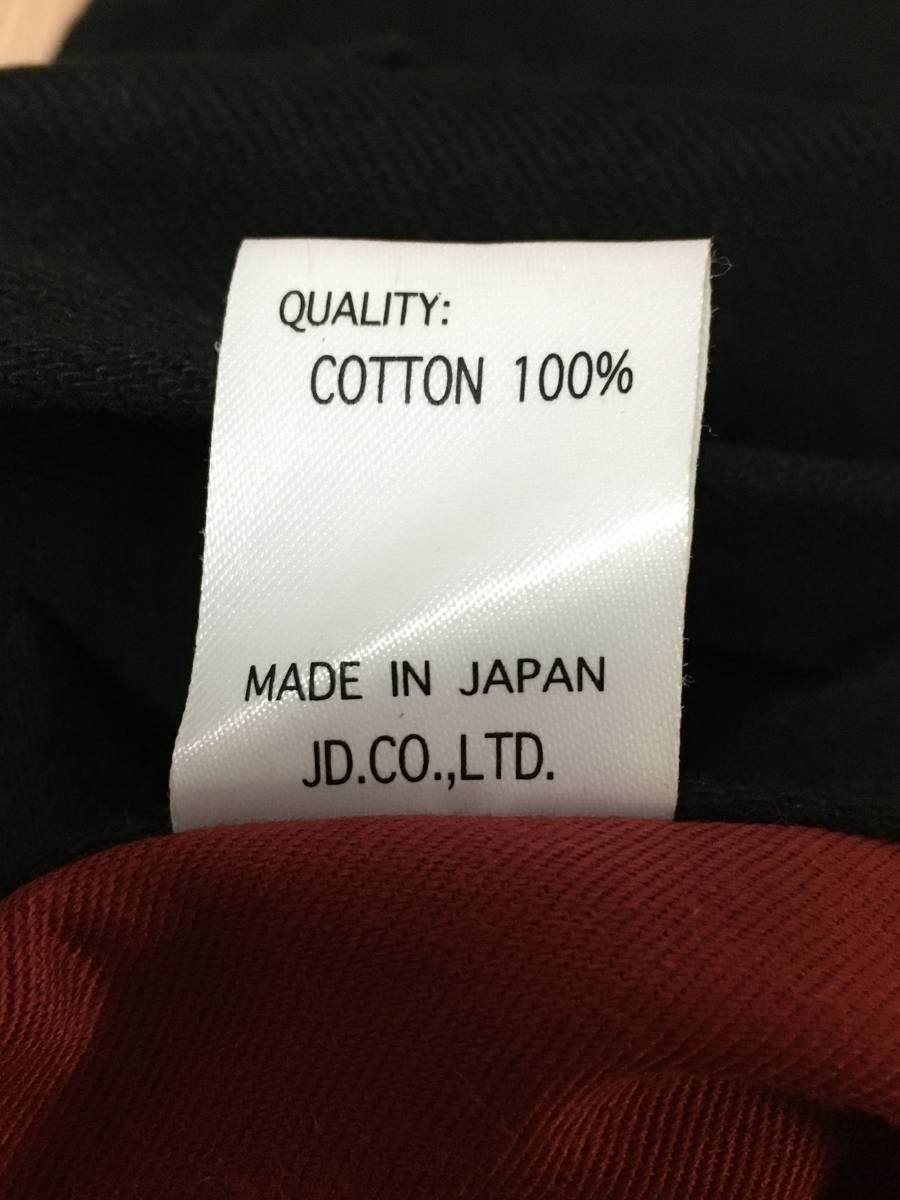 QUALITY:
COTTON 100%
MADE IN JAPAN
JD.CO.,LTD.